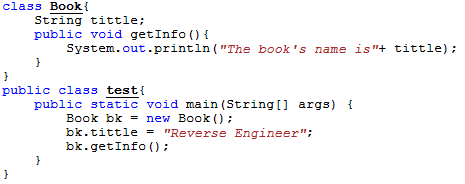 class Book{
    String tittle;
    public void getInfo(){
        System.out.println("The book's name is"+ tittle);
    }
}
public class test{
    public static void main(String[] args) {
        Book bk = new Book();
        bk.tittle = "Reverse Engineer";
        bk.getInfo();
    }
}